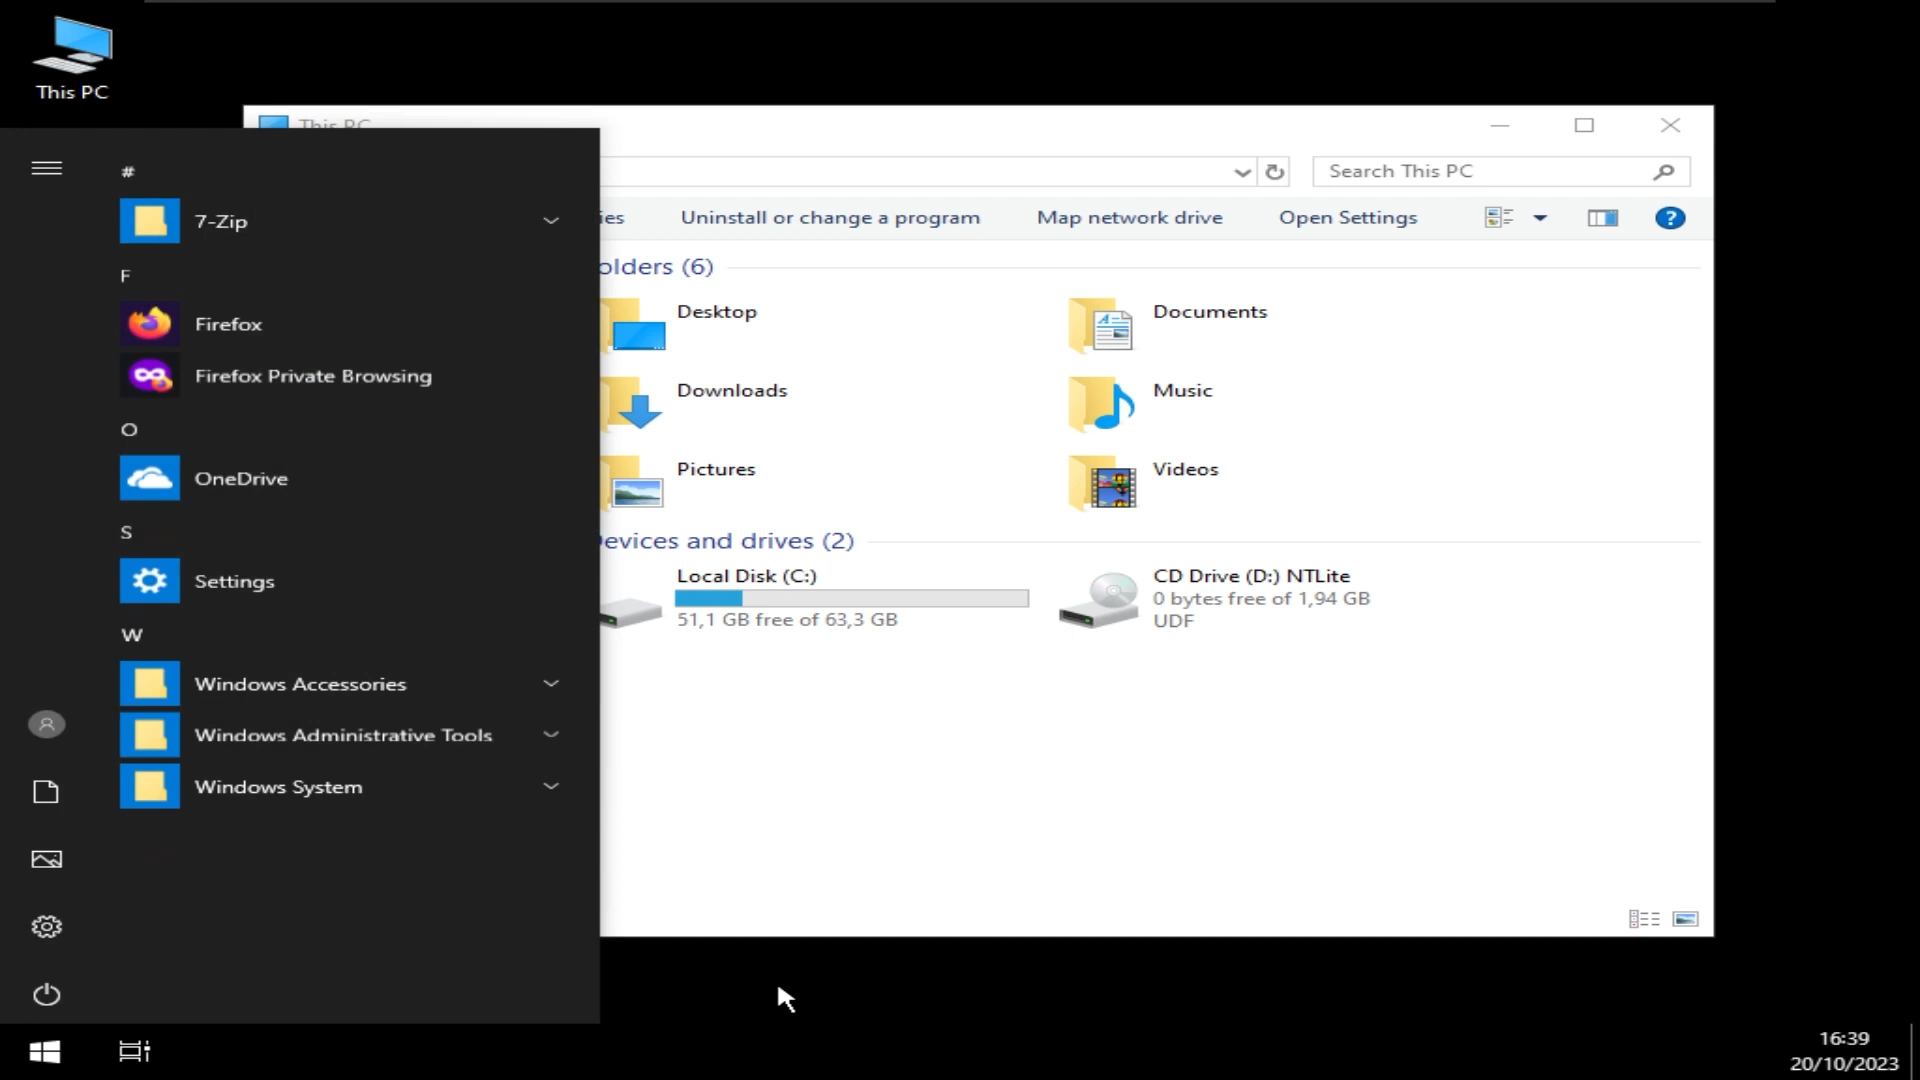 This PC
This PC
Search This PC
Uninstall or change a program
Map network drive
Open Settings
#
7-Zip
F
Firefox
Firefox Private Browsing
O
OneDrive
S
Settings
W
Windows Accessories
Windows Administrative Tools
Windows System
olders (6)
Desktop
Documents
Downloads
Music
Pictures
Videos
evices and drives (2)
Local Disk (C:)
51,1 GB free of 63,3 GB
CD Drive (D:) NTLite
0 bytes free of 1,94 GB
UDF
16:39
20/10/2023